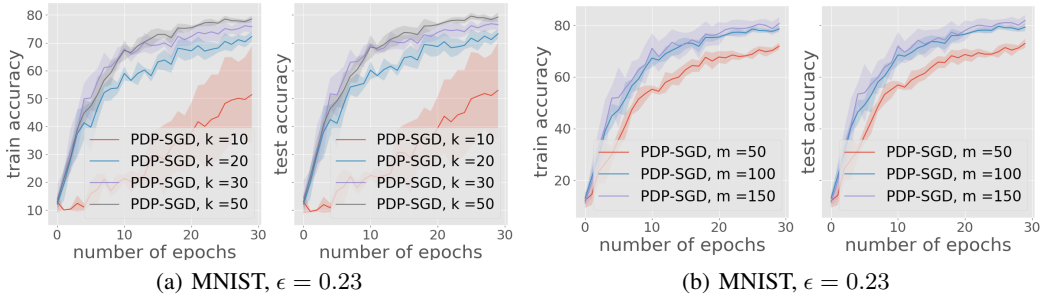 train accuracy
80
70
60
50
40
30
20
10
PDP-SGD, k =10
PDP-SGD, k =20
PDP-SGD, k =30
PDP-SGD, k =50
0 10 20 30
number of epochs
test accuracy
PDP-SGD, k =10
PDP-SGD, k =20
PDP-SGD, k =30
PDP-SGD, k =50
0 10 20 30
number of epochs
(a) MNIST, ϵ = 0.23
train accuracy
80
60
40
20
PDP-SGD, m =50
PDP-SGD, m =100
PDP-SGD, m =150
0 10 20 30
number of epochs
test accuracy
PDP-SGD, m =50
PDP-SGD, m =100
PDP-SGD, m =150
0 10 20 30
number of epochs
(b) MNIST, ϵ = 0.23